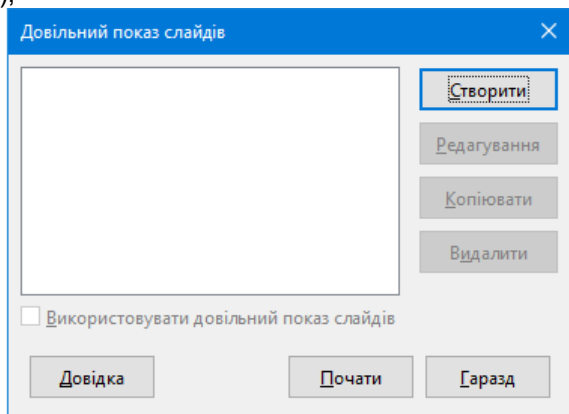 ),
Довільний показ слайдів
Створити
Редагування
Копіювати
Видалити
Використовувати довільний показ слайдів
Довідка
Почати
Гаразд